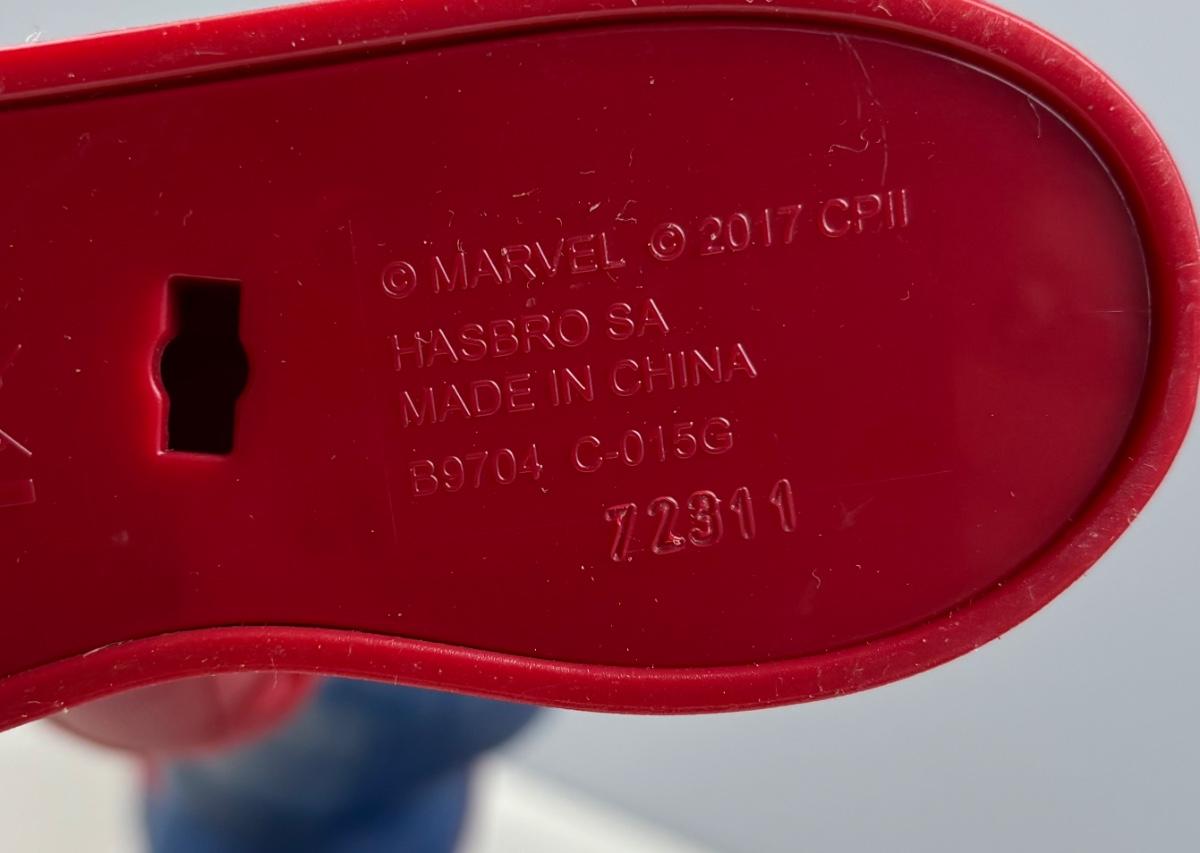 © MARVEL © 2017 CPII
HASBRO SA
MADE IN CHINA
B9704 C-015G
72311